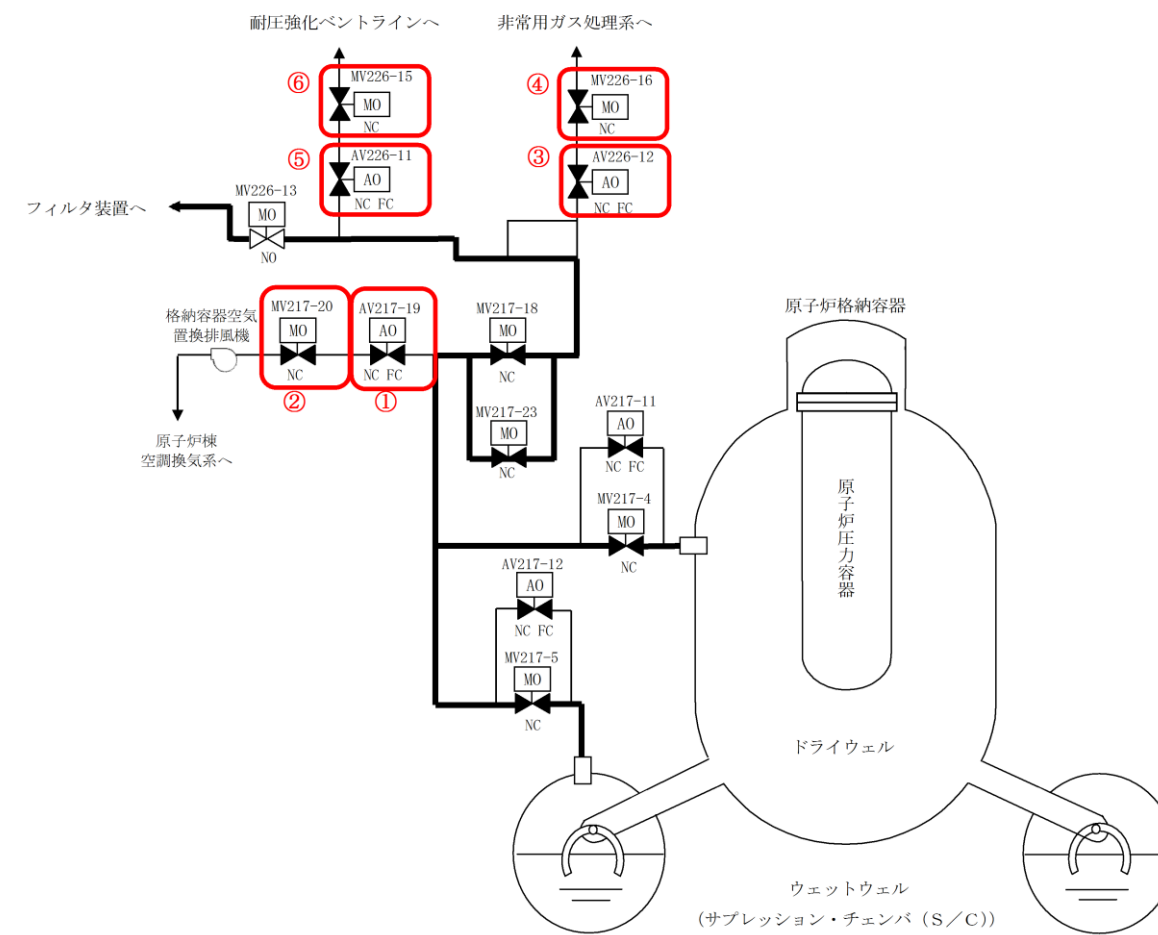 耐圧強化ベントラインへ
非常用ガス処理系へ
⑥
MV226-15
MO
NC
④
MV226-16
MO
NC
⑤
AV226-11
AO
NC FC
③
AV226-12
AO
NC FC
MV226-13
MO
NO
フィルタ装置へ
格納容器空気
置換排風機
MV217-20
MO
NC
②
AV217-19
AO
NC FC
①
MV217-18
MO
NC
MV217-23
MO
NC
原子炉棟
空調換気系へ
AV217-11
AO
NC FC
MV217-4
MO
NC
AV217-12
AO
NC FC
MV217-5
MO
NC
原子炉格納容器
原子炉圧力容器
ドライウェル
ウェットウェル
(サプレッション・チェンバ(S/C))